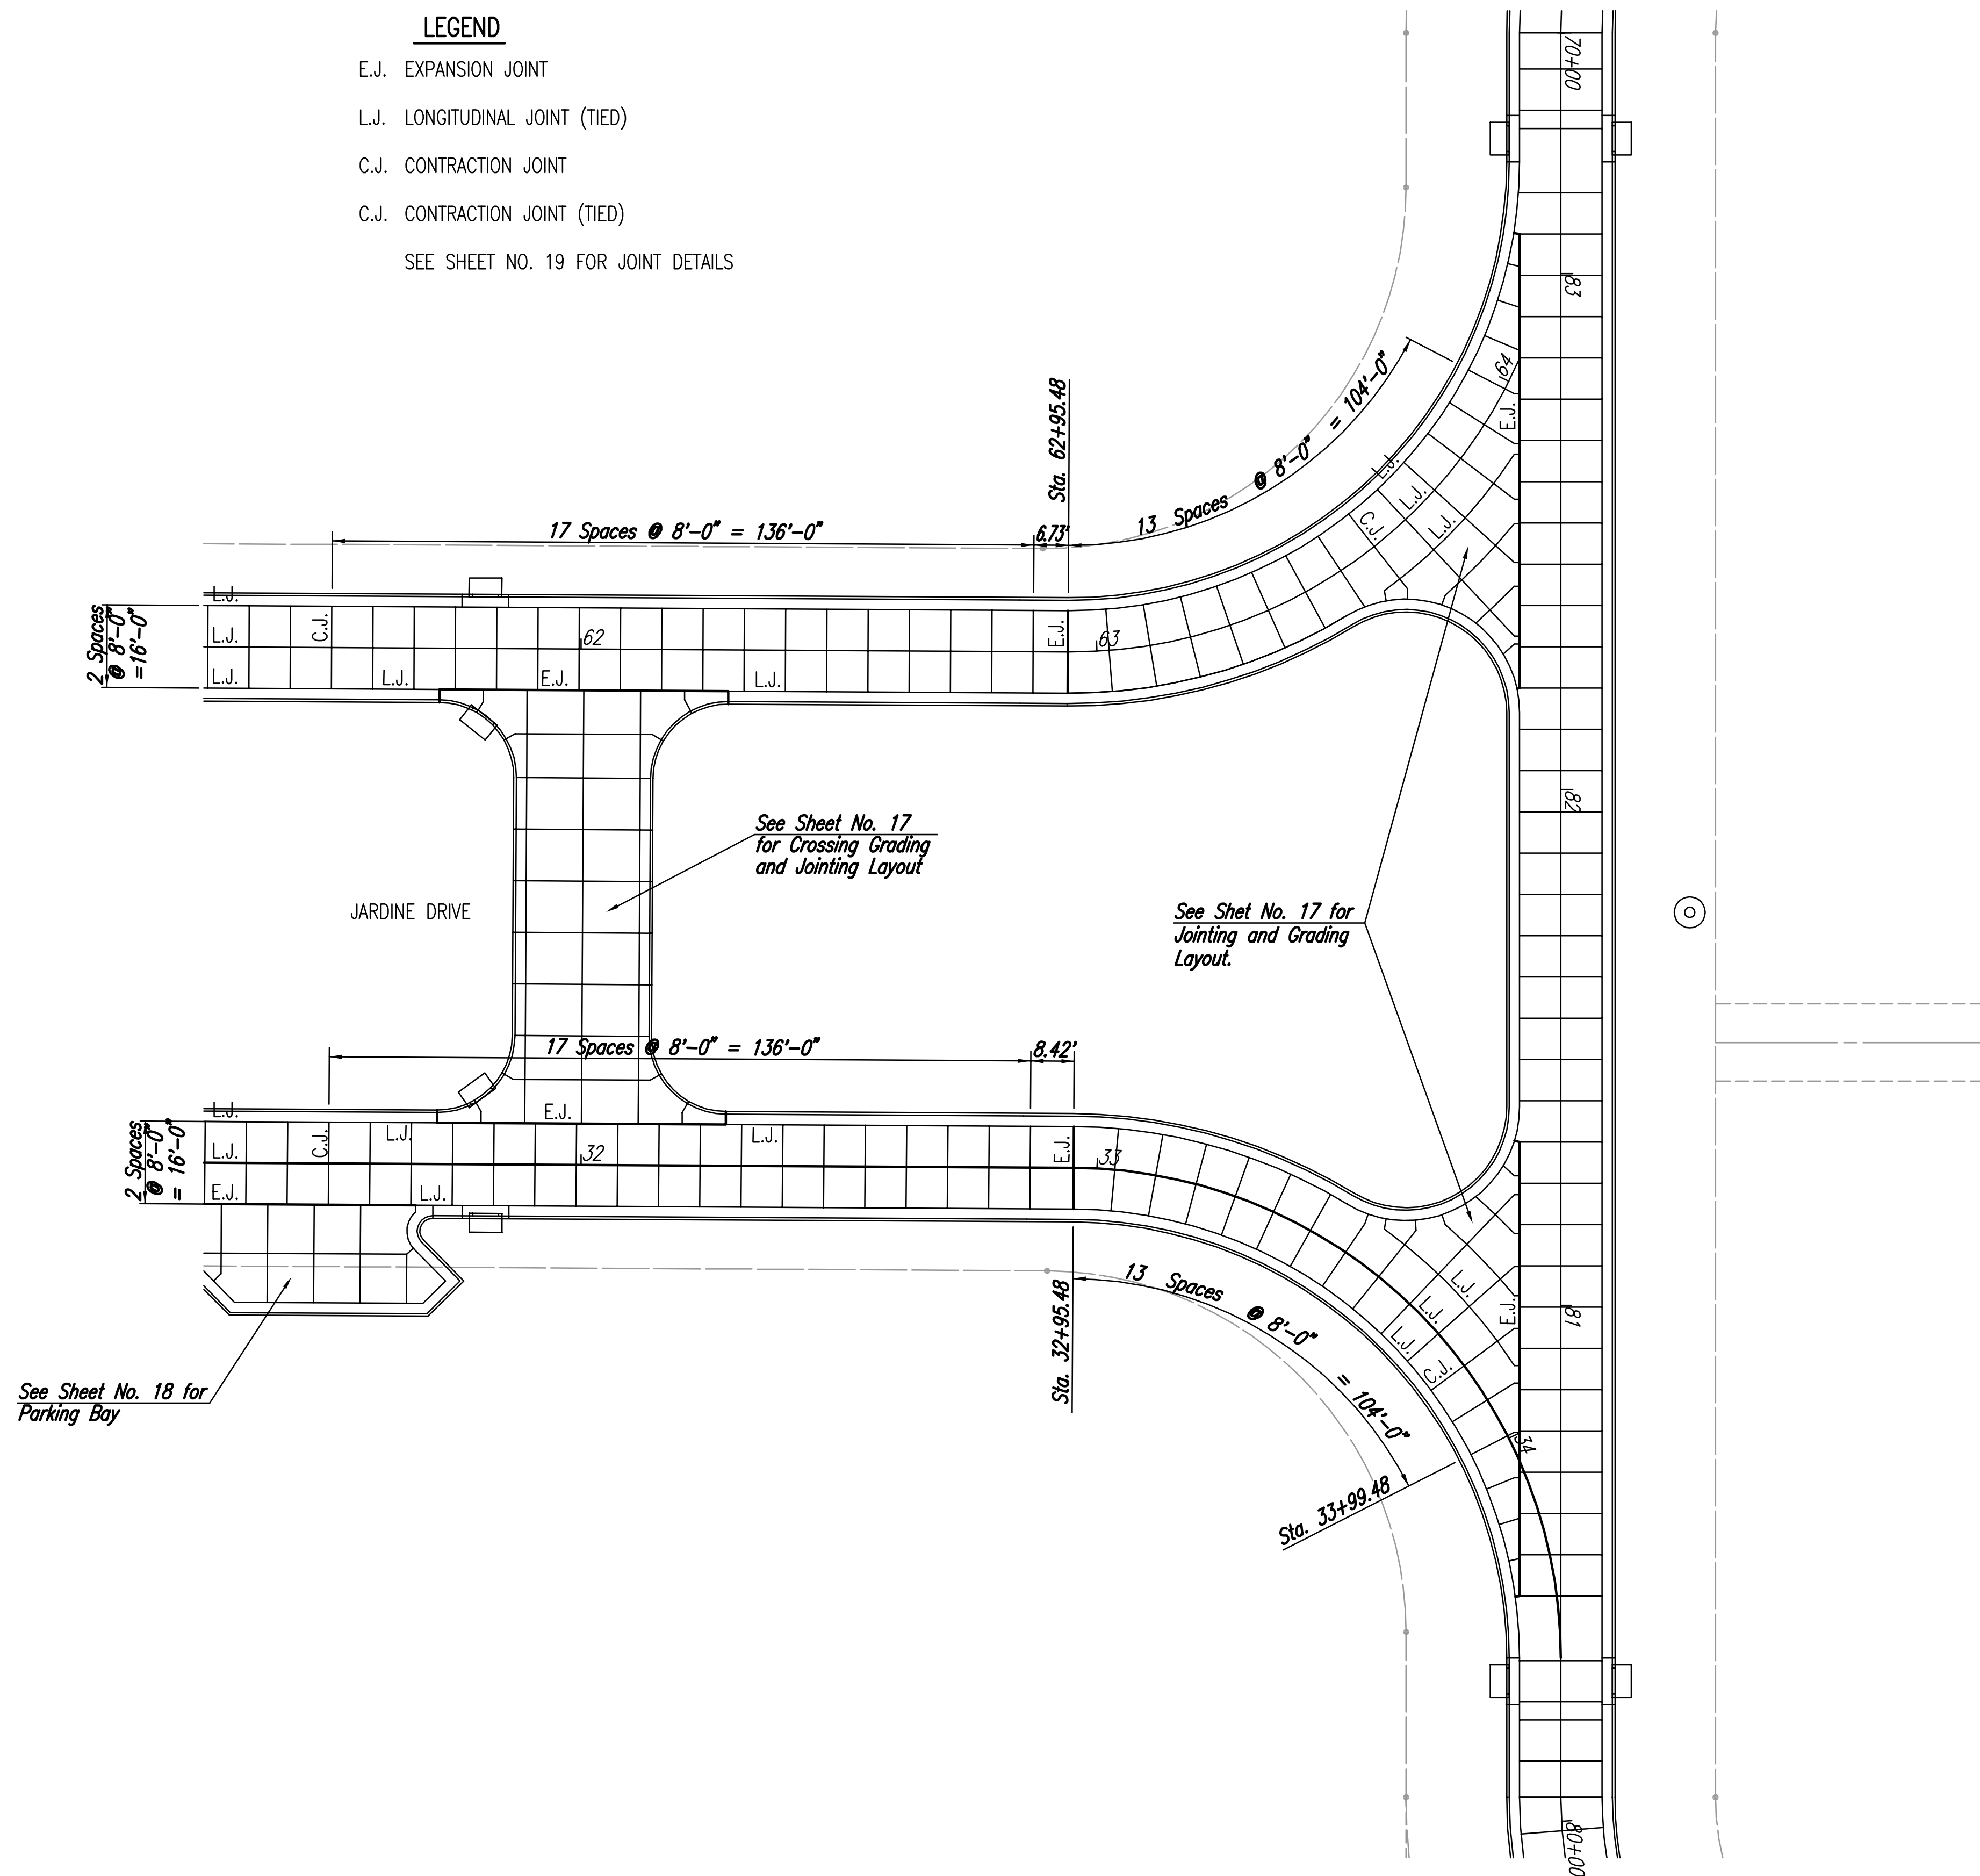 LEGEND
E.J. EXPANSION JOINT
L.J. LONGITUDINAL JOINT (TIED)
C.J. CONTRACTION JOINT
C.J. CONTRACTION JOINT (TIED)
SEE SHEET NO. 19 FOR JOINT DETAILS
70+00
83
64
E.J.
13 Spaces @ 8'-0" = 104'-0"
Sta. 62+95.48
17 Spaces @ 8'-0" = 136'-0"
6.73'
L.J.
L.J.
L.J.
C.J.
L.J.
2 Spaces
@ 8'-0"
=16'-0"
L.J.
L.J.
C.J.
62
E.J.
63
L.J.
L.J.
E.J.
L.J.
82
See Sheet No. 17
for Crossing Grading
and Jointing Layout
JARDINE DRIVE
See Shet No. 17 for
Jointing and Grading
Layout.
17 Spaces @ 8'-0" = 136'-0"
8.42'
2 Spaces
@ 8'-0"
= 16'-0"
L.J.
E.J.
L.J.
C.J.
L.J.
L.J.
32
E.J.
33
E.J.
L.J.
L.J.
L.J.
L.J.
C.J.
E.J.
81
34
Sta. 32+95.48
13 Spaces @ 8'-0" = 104'-0"
Sta. 33+99.48
See Sheet No. 18 for
Parking Bay
80+00